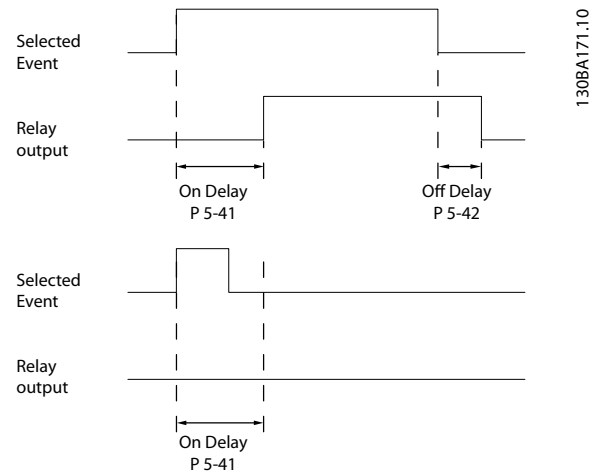 Selected
Event
Relay
output
On Delay
P 5-41
Off Delay
P 5-42
Selected
Event
Relay
output
On Delay
P 5-41
130BA171.10